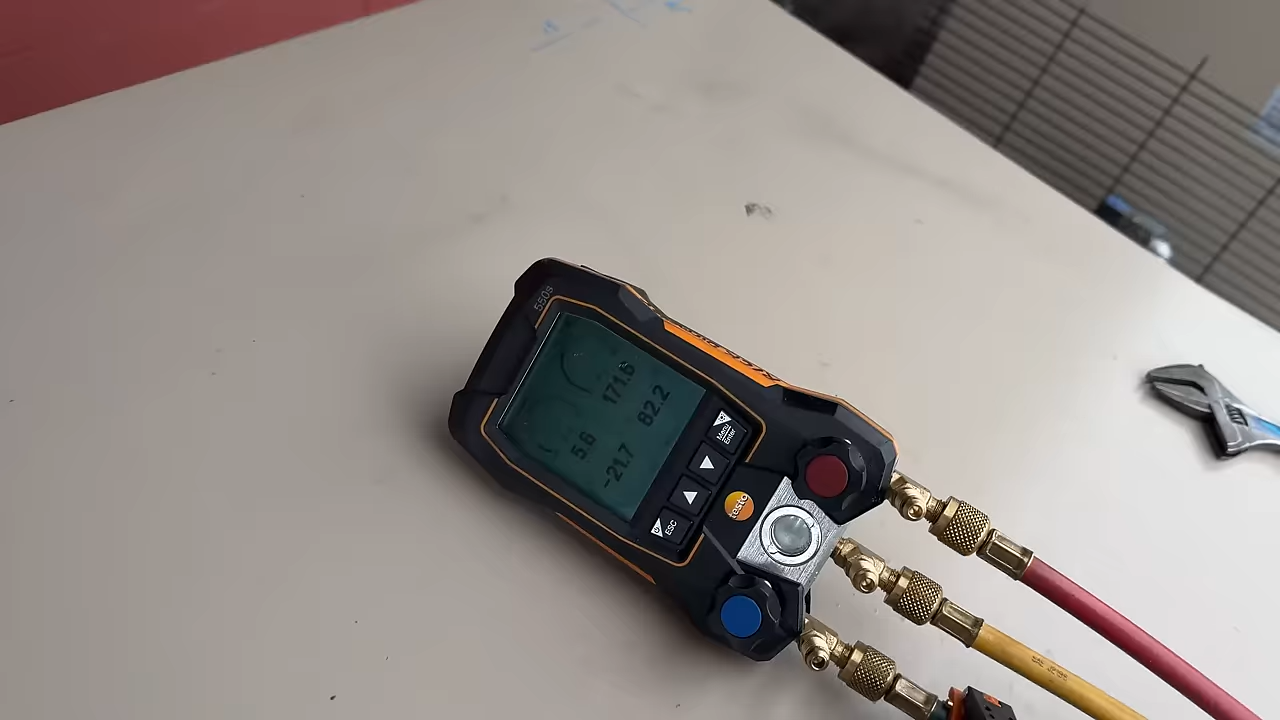 550s
5.6 171.6
-21.7 82.2
ESC
▲
▼
Menu
Enter
testo